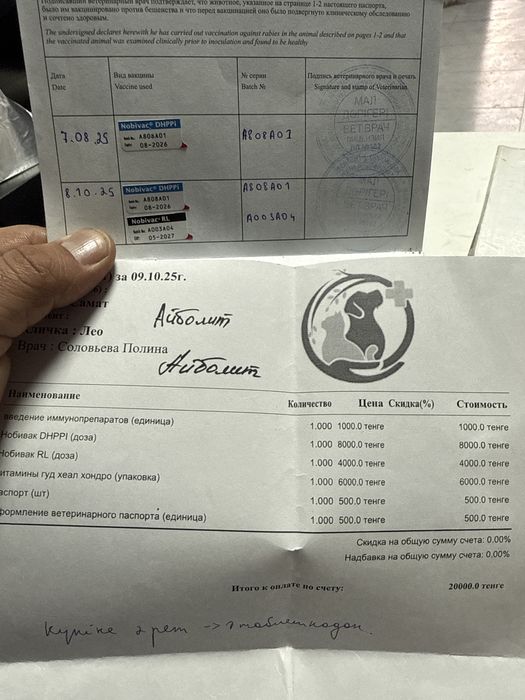 Подписавший ветеринарный врач подтверждает, что животное, указанное на странице 1-2 настоящего паспорта,
было им вакцинировано против бешенства и что перед вакцинацией оно было подвергнуто клиническому обследованию
и сочтено здоровым.
The undersigned declares herewith he has carried out vaccination against rabies in the animal described on pages 1-2 and that
the vaccinated animal was examined clinically prior to inoculation and found to be healthy
Дата Вид вакцины № серии Подпись ветеринарного врача и печать
Date Vaccine used Batch № Signature and stamp of Veterinarian
7.08.25 Nobivac® DHPPi A808A01
A808A01
08-2026
МАЛ ДӘРІГЕРІ
ВЕТВРАЧ
8.10.25 Nobivac® DHPPi A808A01
A808A01
08-2026
Nobivac® RL A003A04
A003A04
05-2027
МАЛ ДӘРІГЕРІ
ВЕТВРАЧ
за 09.10.25г.
Айболит
кличка : Лео
Врач : Соловьева Полина
Айболит
Наименование Количество Цена Скидка(%) Стоимость
введение иммунопрепаратов (единица) 1.000 1000.0 тенге 1000.0 тенге
Нобивак DHPPI (доза) 1.000 8000.0 тенге 8000.0 тенге
Нобивак RL (доза) 1.000 4000.0 тенге 4000.0 тенге
витамины гуд хеал хондро (упаковка) 1.000 6000.0 тенге 6000.0 тенге
аспорт (шт) 1.000 500.0 тенге 500.0 тенге
формление ветеринарного паспорта (единица) 1.000 500.0 тенге 500.0 тенге
Скидка на общую сумму счета: 0,00%
Надбавка на общую сумму счета: 0,00%
Итого к оплате по счету: 20000.0 тенге
Күніне 2 рет -> 1 таблеткадан.